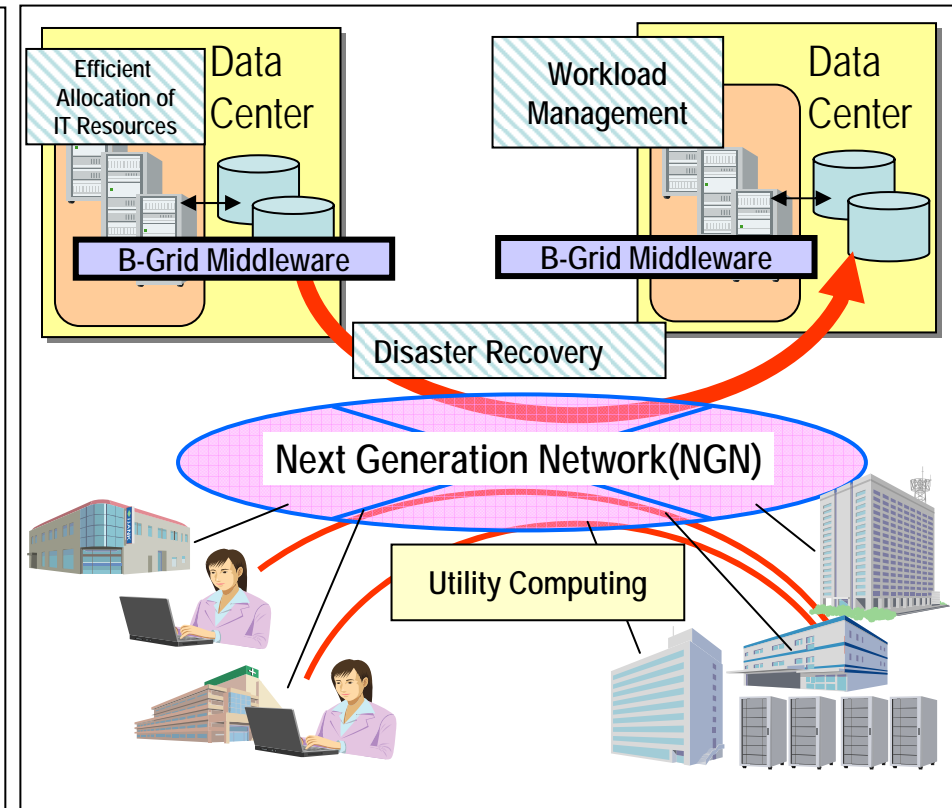 Efficient
Allocation of
IT Resources
Data
Center
Workload
Management
Data
Center
B-Grid Middleware
B-Grid Middleware
Disaster Recovery
Next Generation Network(NGN)
BANK
Utility Computing